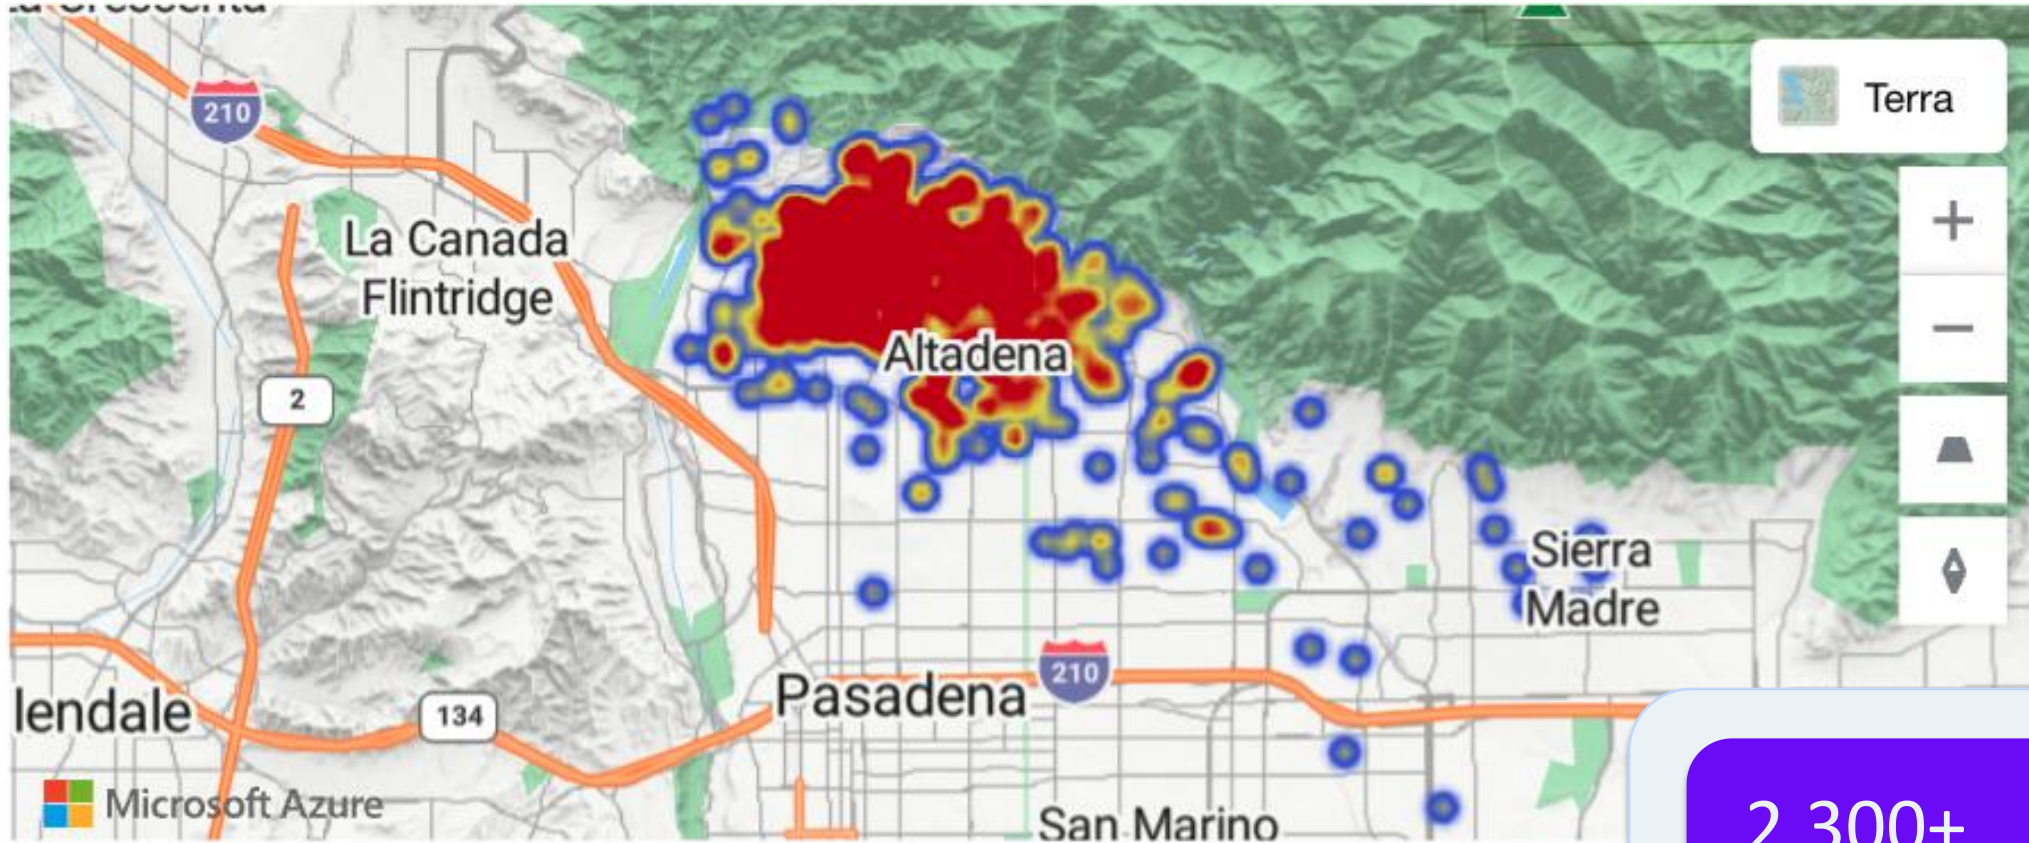 210
Terra
La Canada
Flintridge
Altadena
2
Sierra
Madre
210
Pasadena
lendale
134
Microsoft Azure
San Marino
2,300+